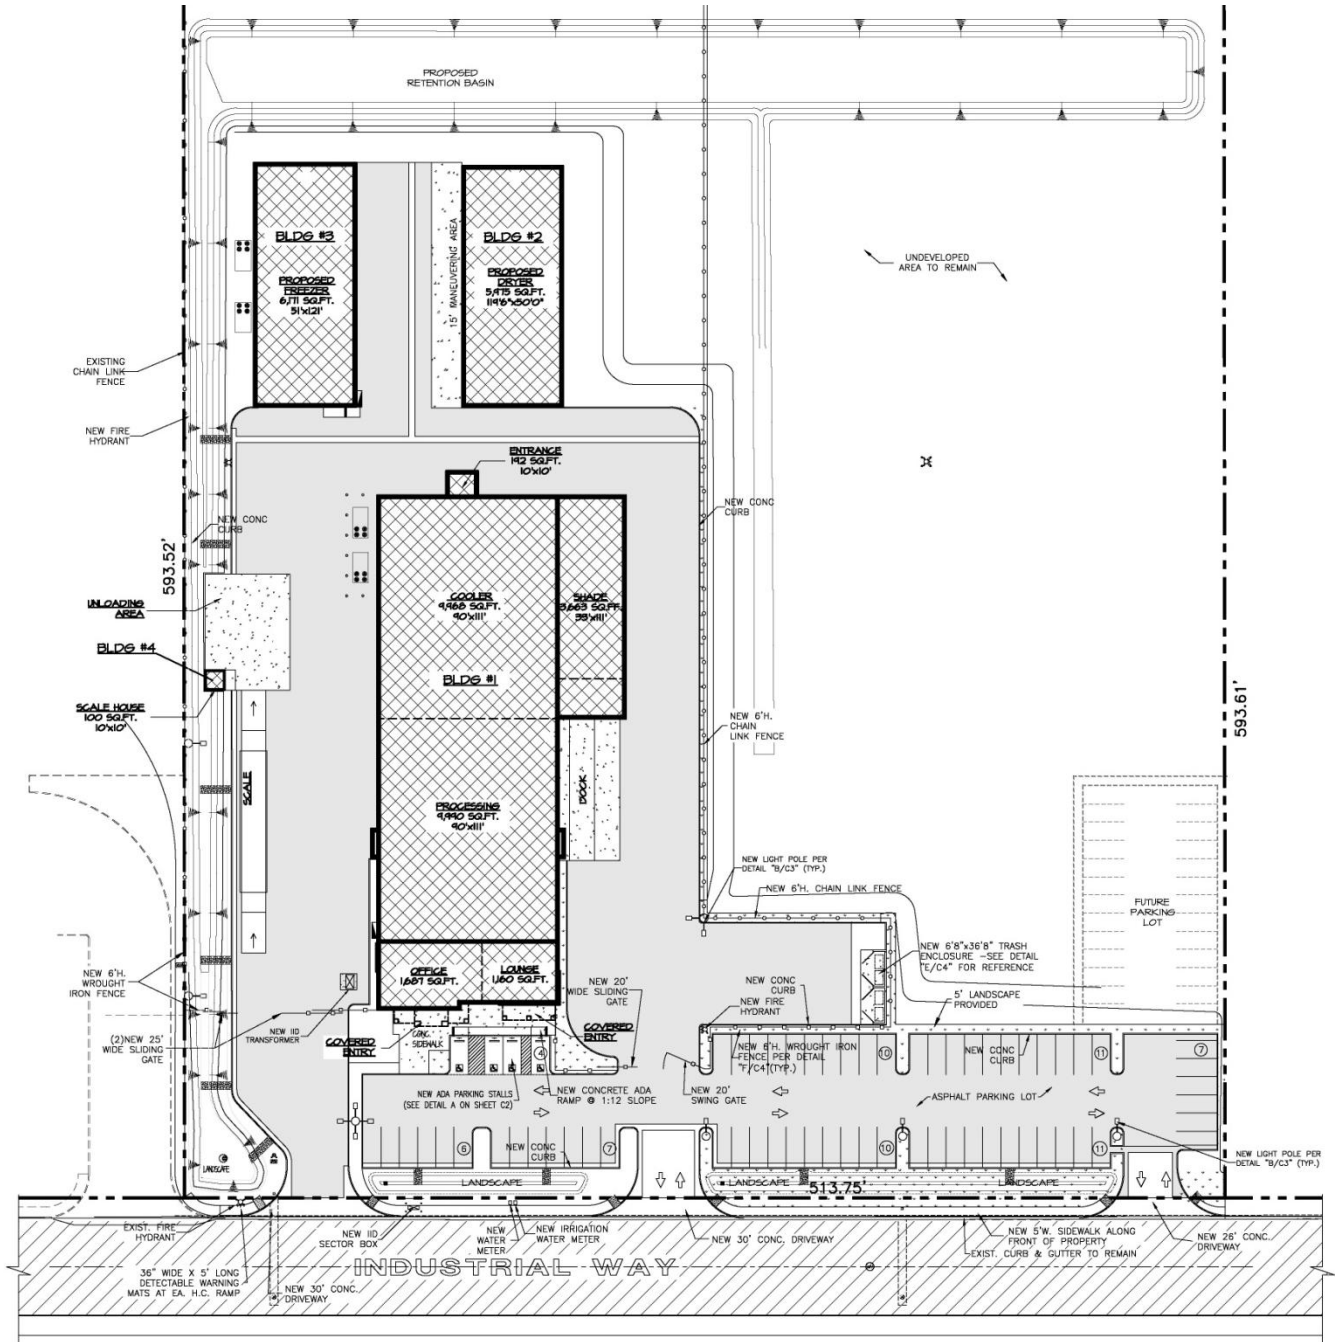 PROPOSED
RETENTION BASIN
BLDG #3
PROPOSED
FREEZER
6,171 SQ.FT.
51'x121'
15' MANEUVERING AREA
BLDG #2
PROPOSED
DRYER
5,975 SQ.FT.
119'6"x50'0"
UNDEVELOPED
AREA TO REMAIN
EXISTING
CHAIN LINK
FENCE
NEW FIRE
HYDRANT
ENTRANCE
192 SQ.FT.
10'x10'
NEW CONC
CURB
NEW CONC
CURB
593.52'
UNLOADING
AREA
BLDG #4
SCALE HOUSE
100 SQ.FT.
10'x10'
COOLER
9,968 SQ.FT.
90'x111'
SHADE
3,663 SQ.FT.
33'x111'
BLDG #1
593.61'
NEW 6'H.
CHAIN
LINK FENCE
SCALE
DOCK
PROCESSING
9,990 SQ.FT.
90'x111'
NEW LIGHT POLE PER
DETAIL "B/C3" (TYP.)
NEW 6'H. CHAIN LINK FENCE
FUTURE
PARKING
LOT
NEW 6'8"x36'8" TRASH
ENCLOSURE -SEE DETAIL
"E/C4" FOR REFERENCE
NEW 6'H.
WROUGHT
IRON FENCE
OFFICE
1,687 SQ.FT.
LOUNGE
1,160 SQ.FT.
NEW 20'
WIDE SLIDING
GATE
NEW CONC
CURB
NEW FIRE
HYDRANT
5' LANDSCAPE
PROVIDED
(2)NEW 25'
WIDE SLIDING
GATE
NEW IID
TRANSFORMER
COVERED
ENTRY
CONC.
SIDEWALK
COVERED
ENTRY
NEW 6'H. WROUGHT IRON
FENCE PER DETAIL
"F/C4"(TYP.)
4
10
NEW CONC
CURB
11
7
NEW ADA PARKING STALLS
(SEE DETAIL A ON SHEET C2)
NEW CONCRETE ADA
RAMP @ 1:12 SLOPE
NEW 20'
SWING GATE
ASPHALT PARKING LOT
6
NEW CONC
CURB
7
10
11
NEW LIGHT POLE PER
DETAIL "B/C3" (TYP.)
LANDSCAPE
LANDSCAPE
LANDSCAPE
513.75'
LANDSCAPE
EXIST. FIRE
HYDRANT
NEW IID
SECTOR BOX
NEW
WATER
METER
NEW IRRIGATION
WATER METER
NEW 30' CONC. DRIVEWAY
NEW 5'W. SIDEWALK ALONG
FRONT OF PROPERTY
EXIST. CURB & GUTTER TO REMAIN
NEW 26' CONC.
DRIVEWAY
INDUSTRIAL WAY
36" WIDE X 5' LONG
DETECTABLE WARNING
MATS AT EA. H.C. RAMP
NEW 30' CONC.
DRIVEWAY